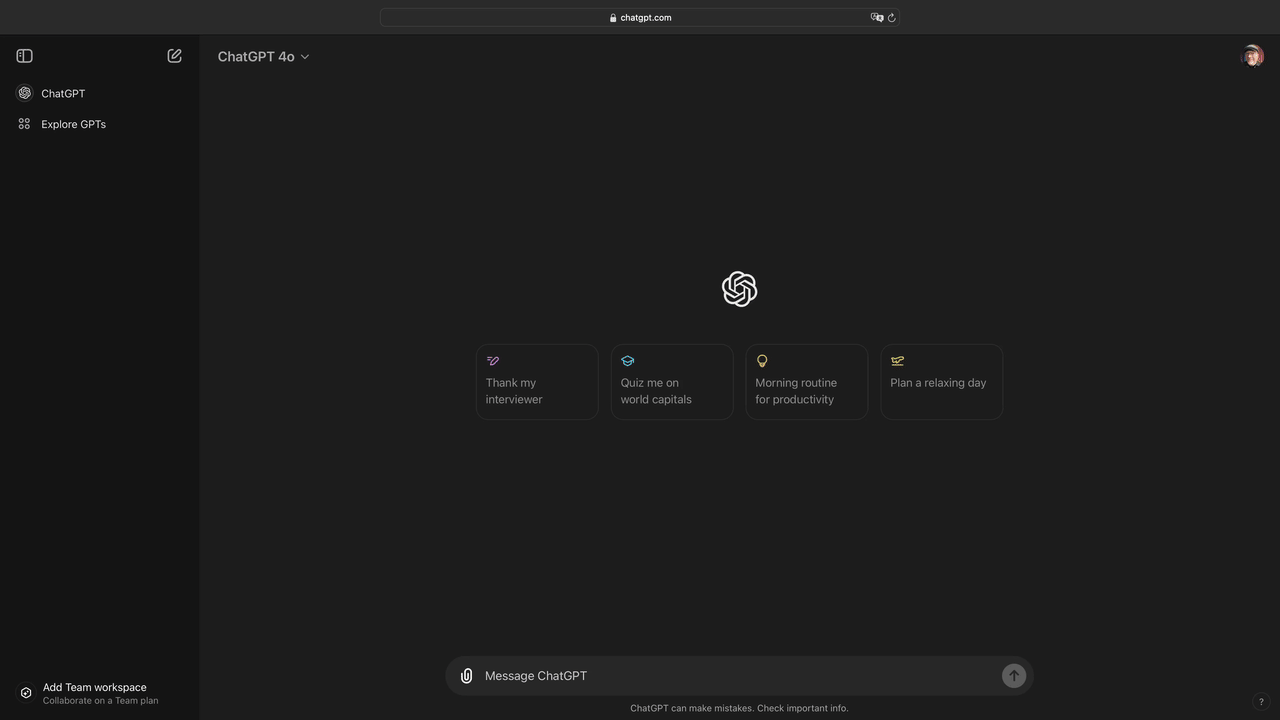 chatgpt.com
ChatGPT 4o
ChatGPT
Explore GPTs
Thank my
interviewer
Quiz me on
world capitals
Morning routine
for productivity
Plan a relaxing day
Message ChatGPT
Add Team workspace
Collaborate on a Team plan
ChatGPT can make mistakes. Check important info.
?